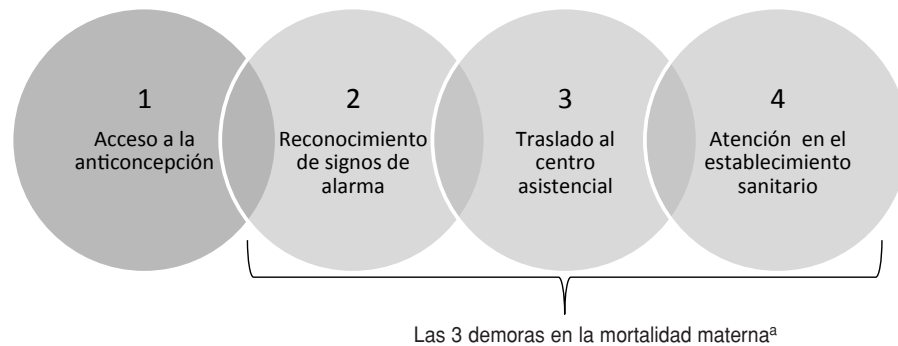 1
Acceso a la
anticoncepción
2
Reconocimiento
de signos de
alarma
3
Traslado al
centro
asistencial
4
Atención en el
establecimiento
sanitario
Las 3 demoras en la mortalidad maternaª